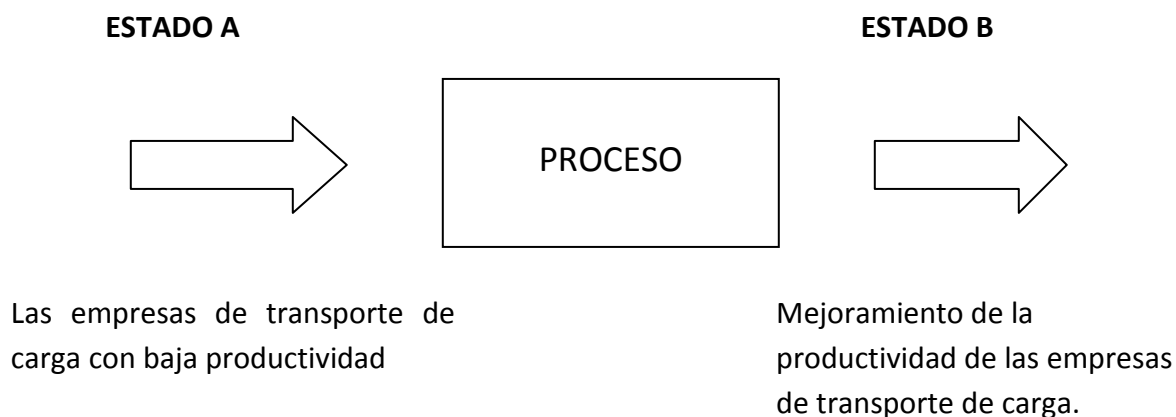 ESTADO A
ESTADO B
PROCESO
Las empresas de transporte de
carga con baja productividad
Mejoramiento de la
productividad de las empresas
de transporte de carga.